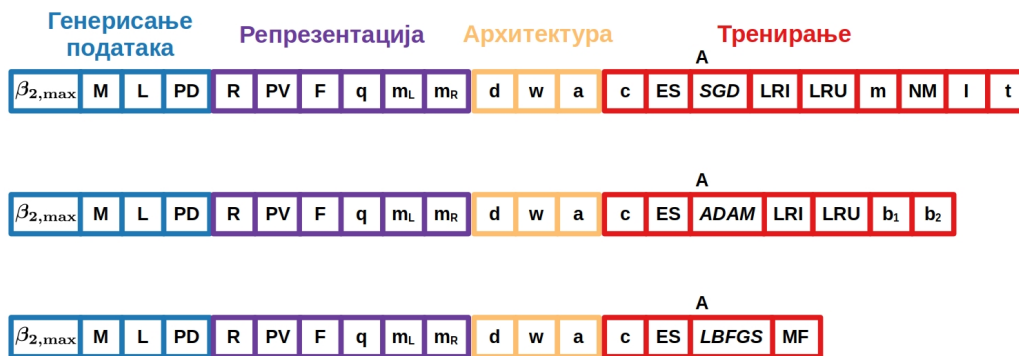 Генерисање података Репрезентација Архитектура Тренирање
A
β2,max M L PD R PV F q mL mR d w a c ES SGD LRI LRU m NM I t
A
β2,max M L PD R PV F q mL mR d w a c ES ADAM LRI LRU b1 b2
A
β2,max M L PD R PV F q mL mR d w a c ES LBFGS MF